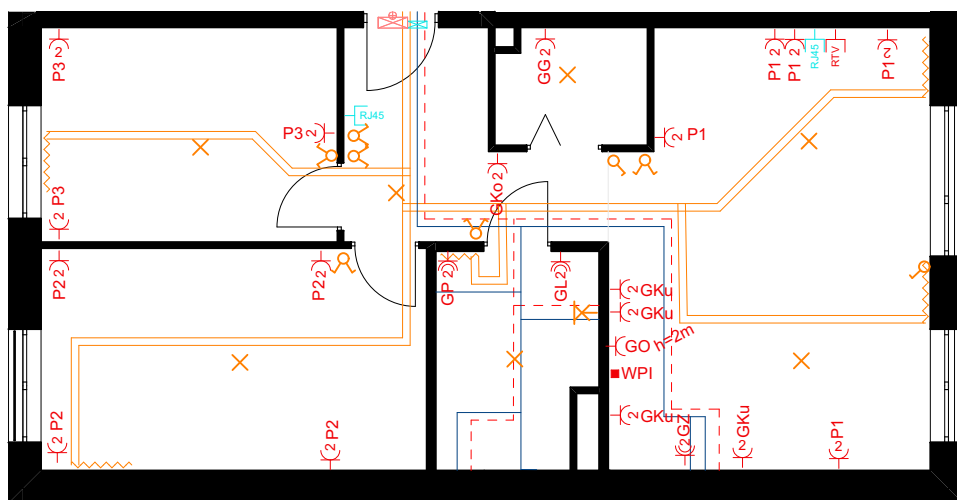 P3 2
GG 2
P1 2
P1 2
RJ45
RTV
P1 2
RJ45
P3 2
2 P1
GKo 2
P3 2
P2 2
P2 2
GP 2
GL 2
2 GKu
2 GKu
GO h=2m
WPI
2 GKu
2 P2
2 P2
2 GZ
2 GKu
2 P1